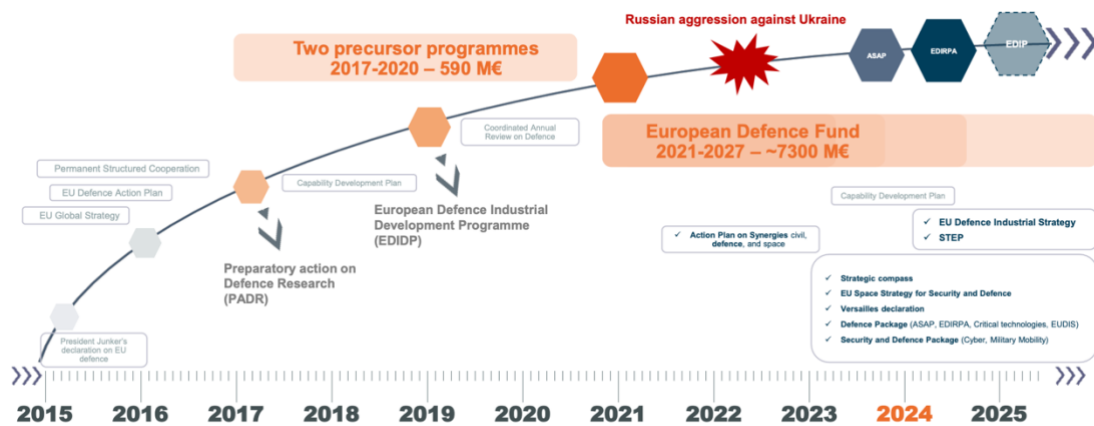 Russian aggression against Ukraine
Two precursor programmes
2017-2020 – 590 M€
ASAP
EDIRPA
EDIP
Coordinated Annual
Review on Defence
European Defence Fund
2021-2027 – ~7300 M€
Permanent Structured Cooperation
EU Defence Action Plan
EU Global Strategy
Capability Development Plan
European Defence Industrial
Development Programme
(EDIDP)
Preparatory action on
Defence Research
(PADR)
Capability Development Plan
✓ EU Defence Industrial Strategy
✓ STEP
✓ Action Plan on Synergies civil,
defence, and space
✓ Strategic compass
✓ EU Space Strategy for Security and Defence
✓ Versailles declaration
✓ Defence Package (ASAP, EDIRPA, Critical technologies, EUDIS)
✓ Security and Defence Package (Cyber, Military Mobility)
President Junker's
declaration on EU
defence
2015 2016 2017 2018 2019 2020 2021 2022 2023 2024 2025